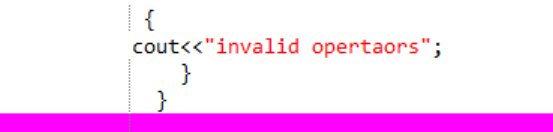 {
cout<<"invalid opertaors";
}
}